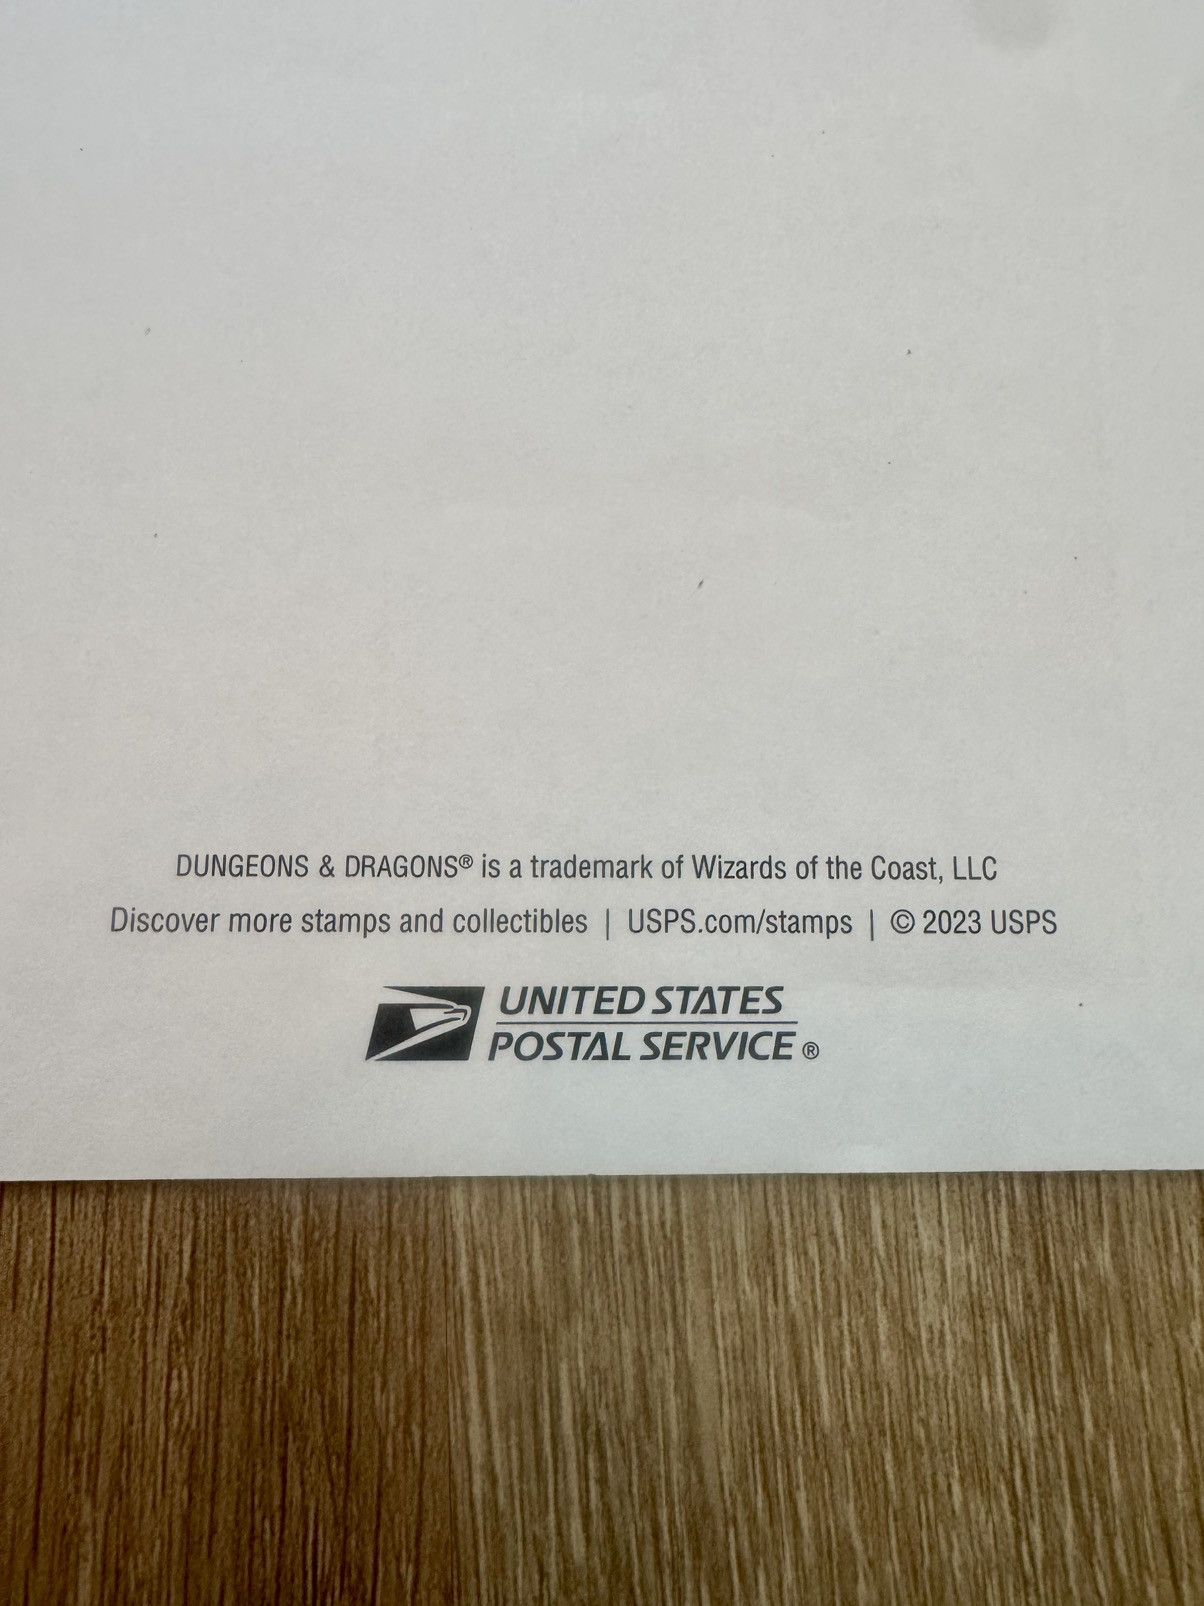 DUNGEONS & DRAGONS® is a trademark of Wizards of the Coast, LLC
Discover more stamps and collectibles | USPS.com/stamps | © 2023 USPS
UNITED STATES
POSTAL SERVICE®